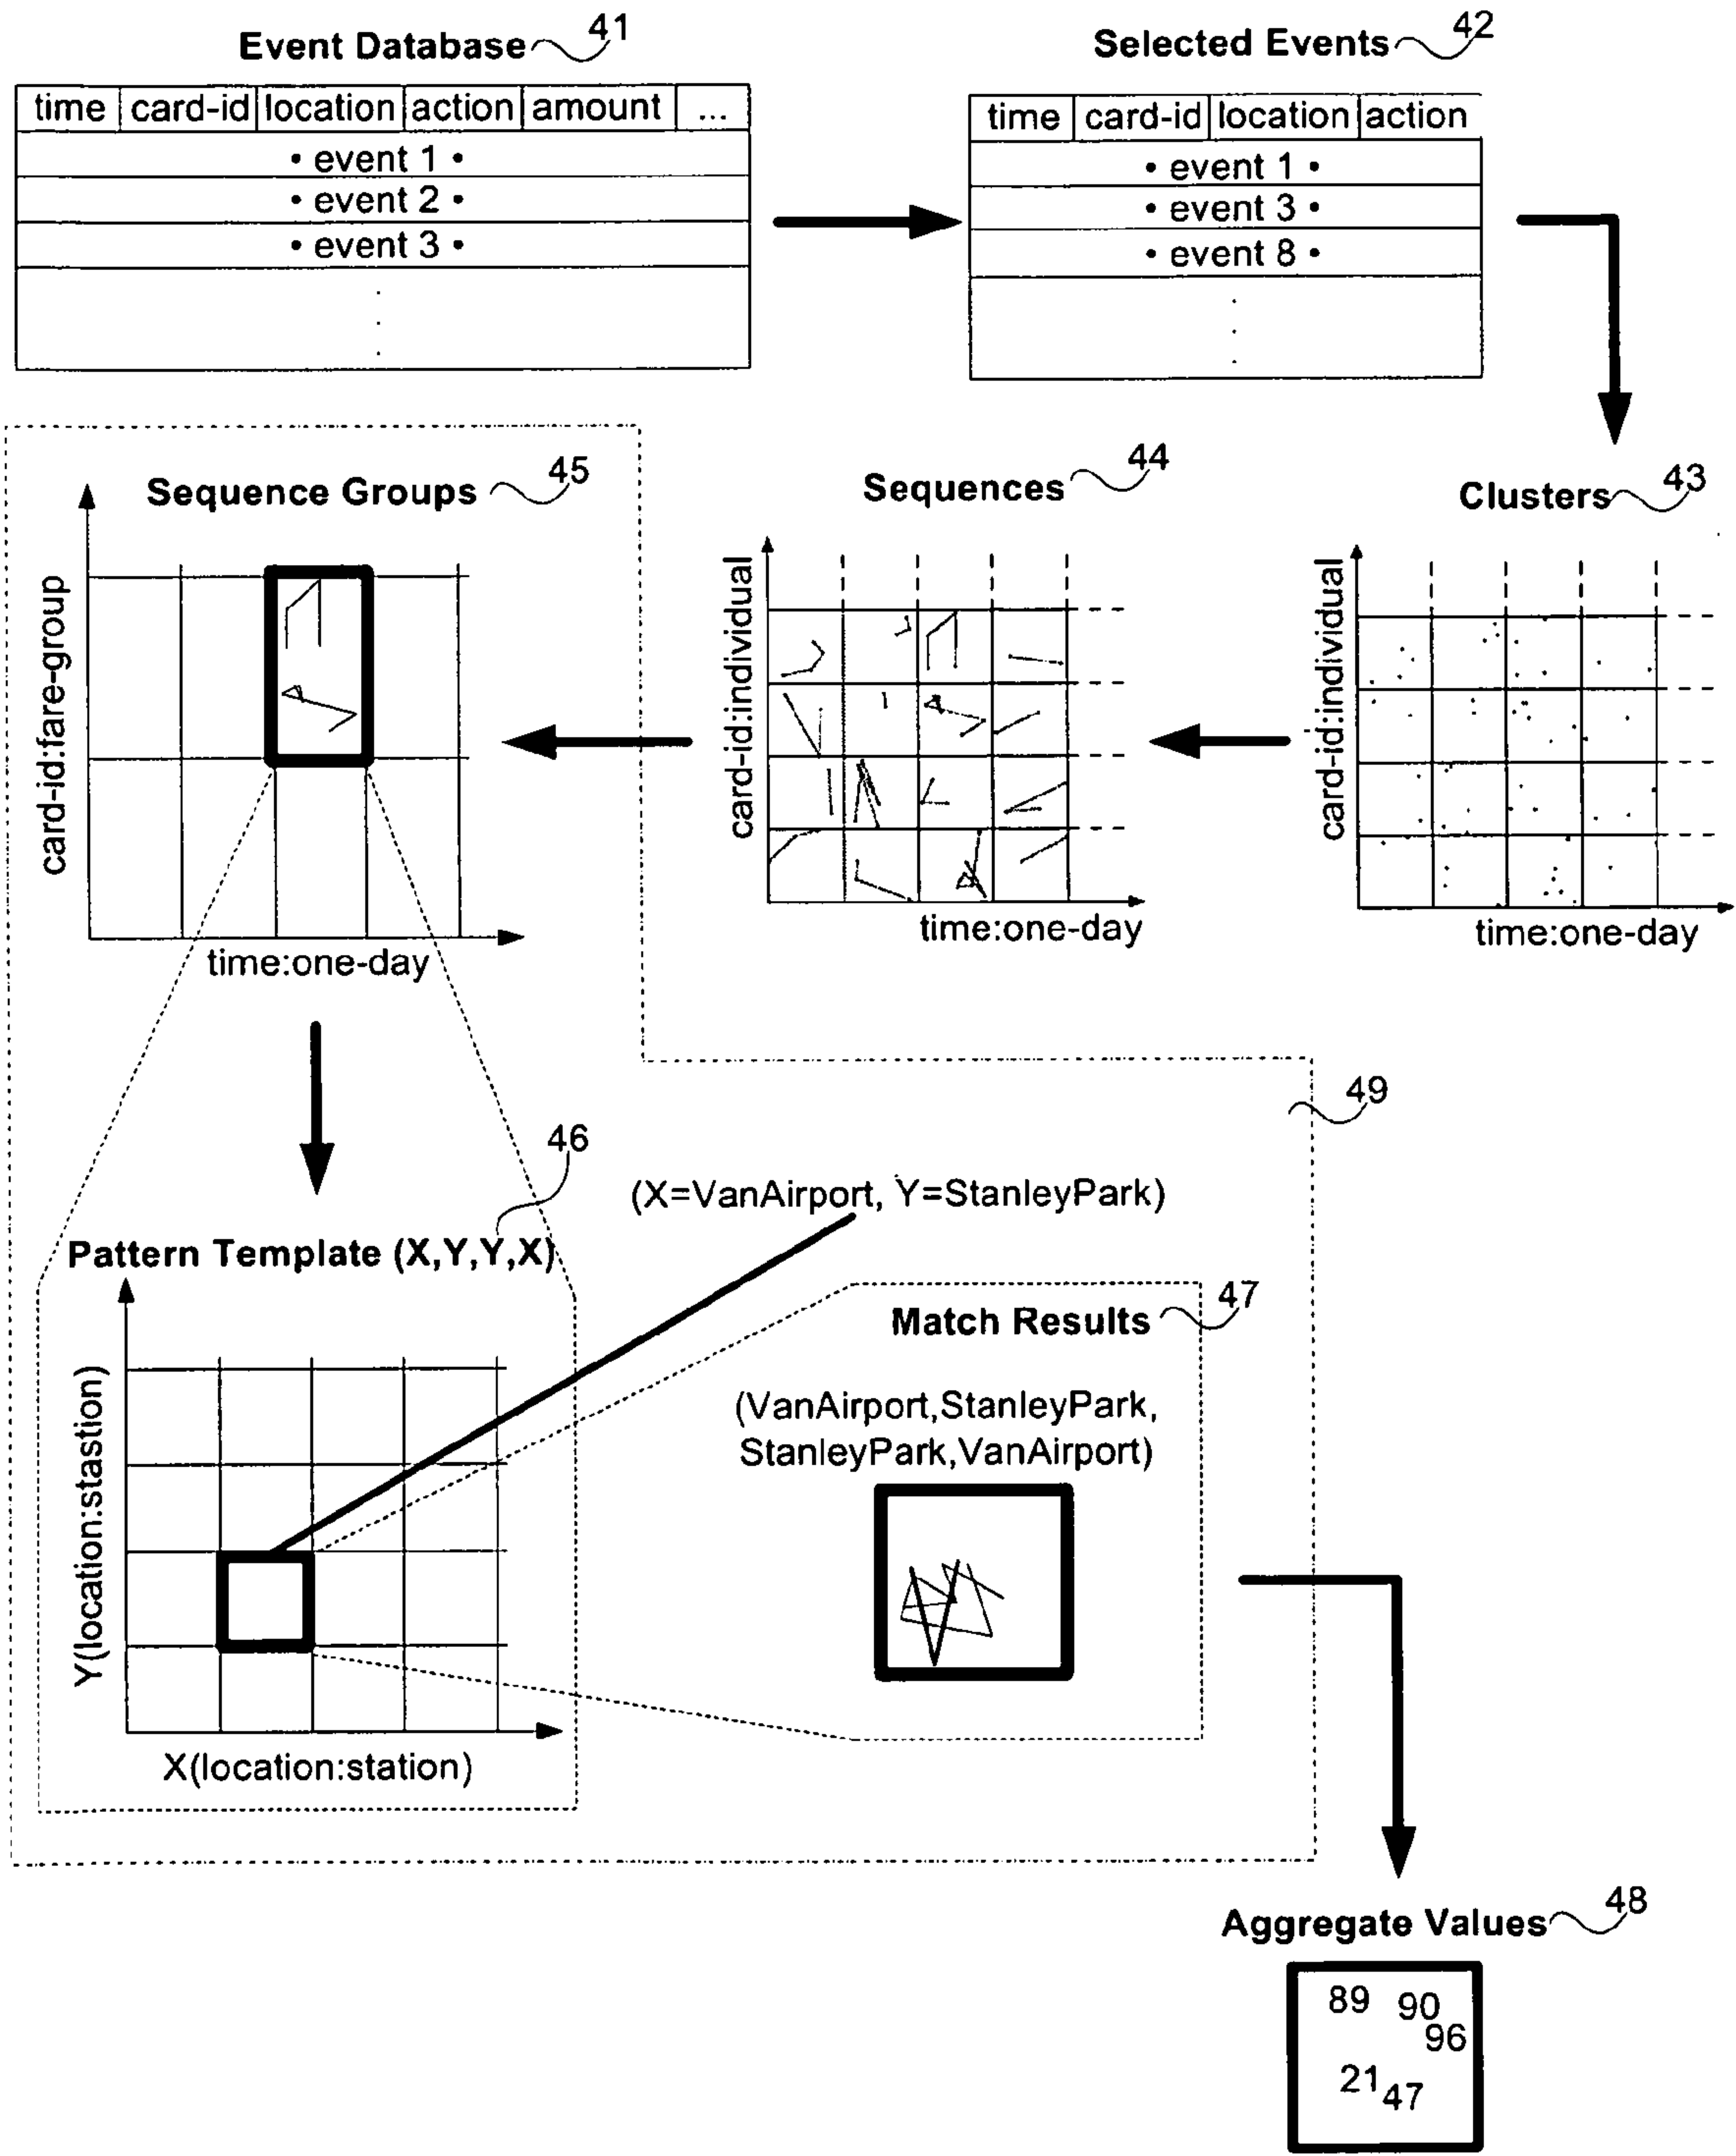 Event Database 41
time card-id location action amount ...
• event 1 •
• event 2 •
• event 3 •
Selected Events 42
time card-id location action
• event 1 •
• event 3 •
• event 8 •
Clusters 43
card-id:individual
time:one-day
Sequences 44
card-id:individual
time:one-day
Sequence Groups 45
card-id:fare-group
time:one-day
49
46
Pattern Template (X,Y,Y,X)
(X=VanAirport, Y=StanleyPark)
Y(location:stastion)
X(location:station)
Match Results 47
(VanAirport,StanleyPark,
StanleyPark,VanAirport)
Aggregate Values 48
89 90
96
21 47